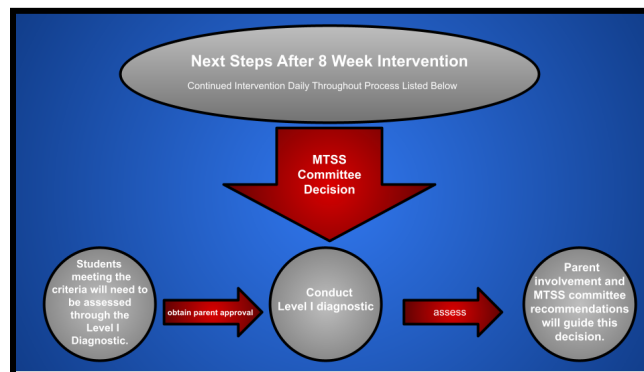 Next Steps After 8 Week Intervention
Continued Intervention Daily Throughout Process Listed Below
MTSS
Committee
Decision
Students
meeting the
criteria will need to
be assessed
through the
Level I
Diagnostic.
obtain parent approval
Conduct
Level I diagnostic
assess
Parent
involvement and
MTSS committee
recommendations
will guide this
decision.